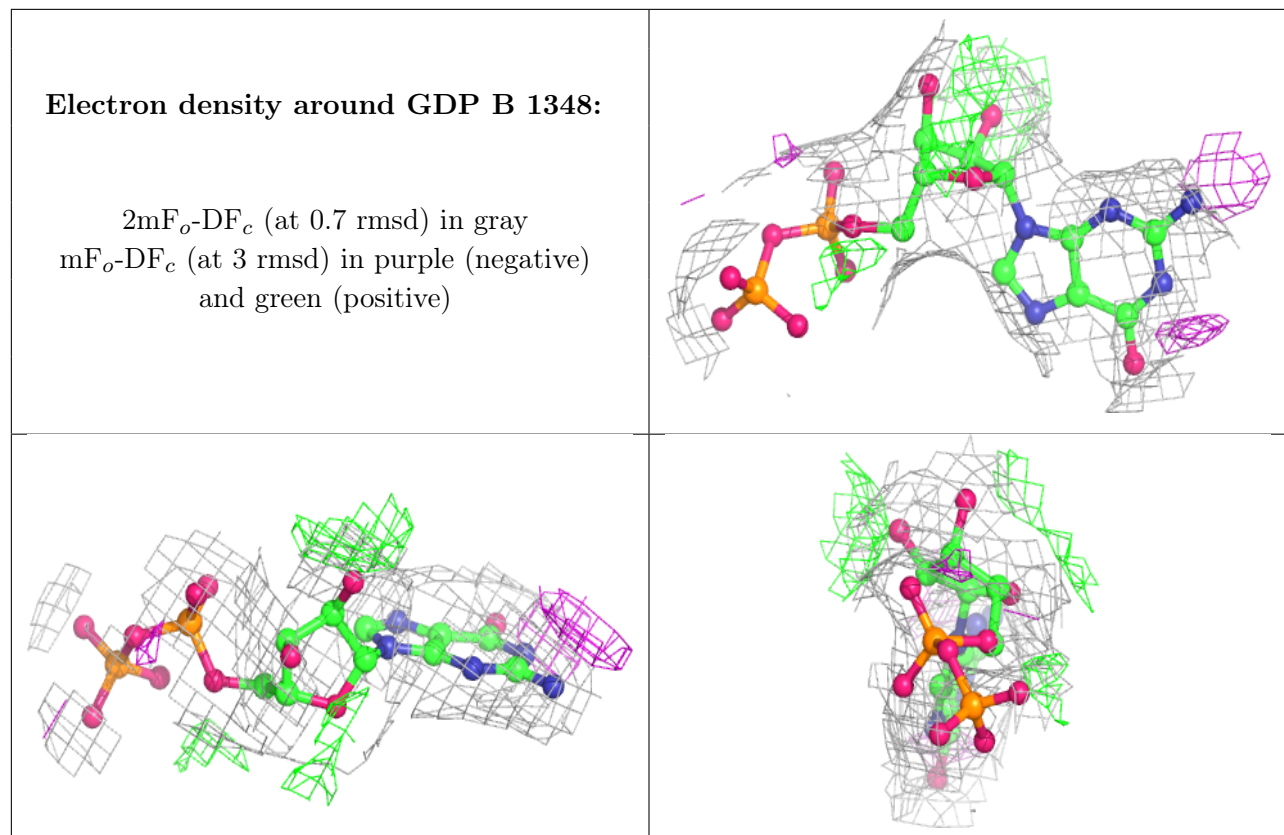 Electron density around GDP B 1348:
2mFo-DFc (at 0.7 rmsd) in gray
mFo-DFc (at 3 rmsd) in purple (negative)
and green (positive)